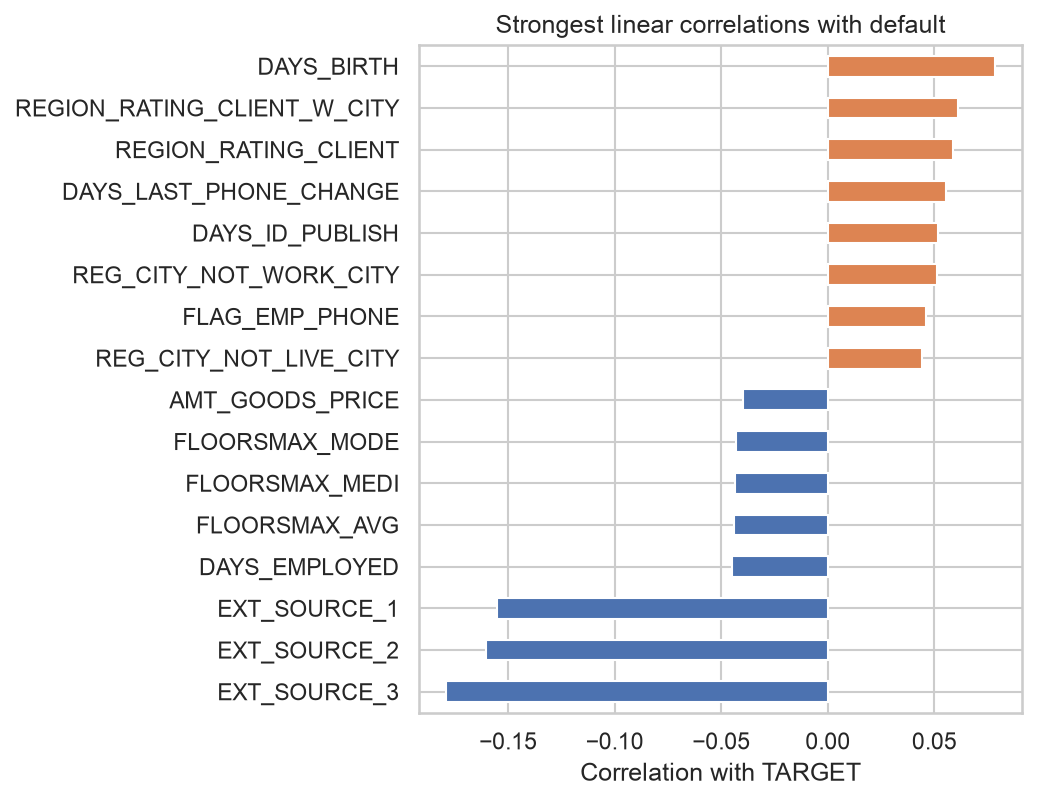 Strongest linear correlations with default
DAYS_BIRTH
REGION_RATING_CLIENT_W_CITY
REGION_RATING_CLIENT
DAYS_LAST_PHONE_CHANGE
DAYS_ID_PUBLISH
REG_CITY_NOT_WORK_CITY
FLAG_EMP_PHONE
REG_CITY_NOT_LIVE_CITY
AMT_GOODS_PRICE
FLOORSMAX_MODE
FLOORSMAX_MEDI
FLOORSMAX_AVG
DAYS_EMPLOYED
EXT_SOURCE_1
EXT_SOURCE_2
EXT_SOURCE_3
−0.15 −0.10 −0.05 0.00 0.05
Correlation with TARGET